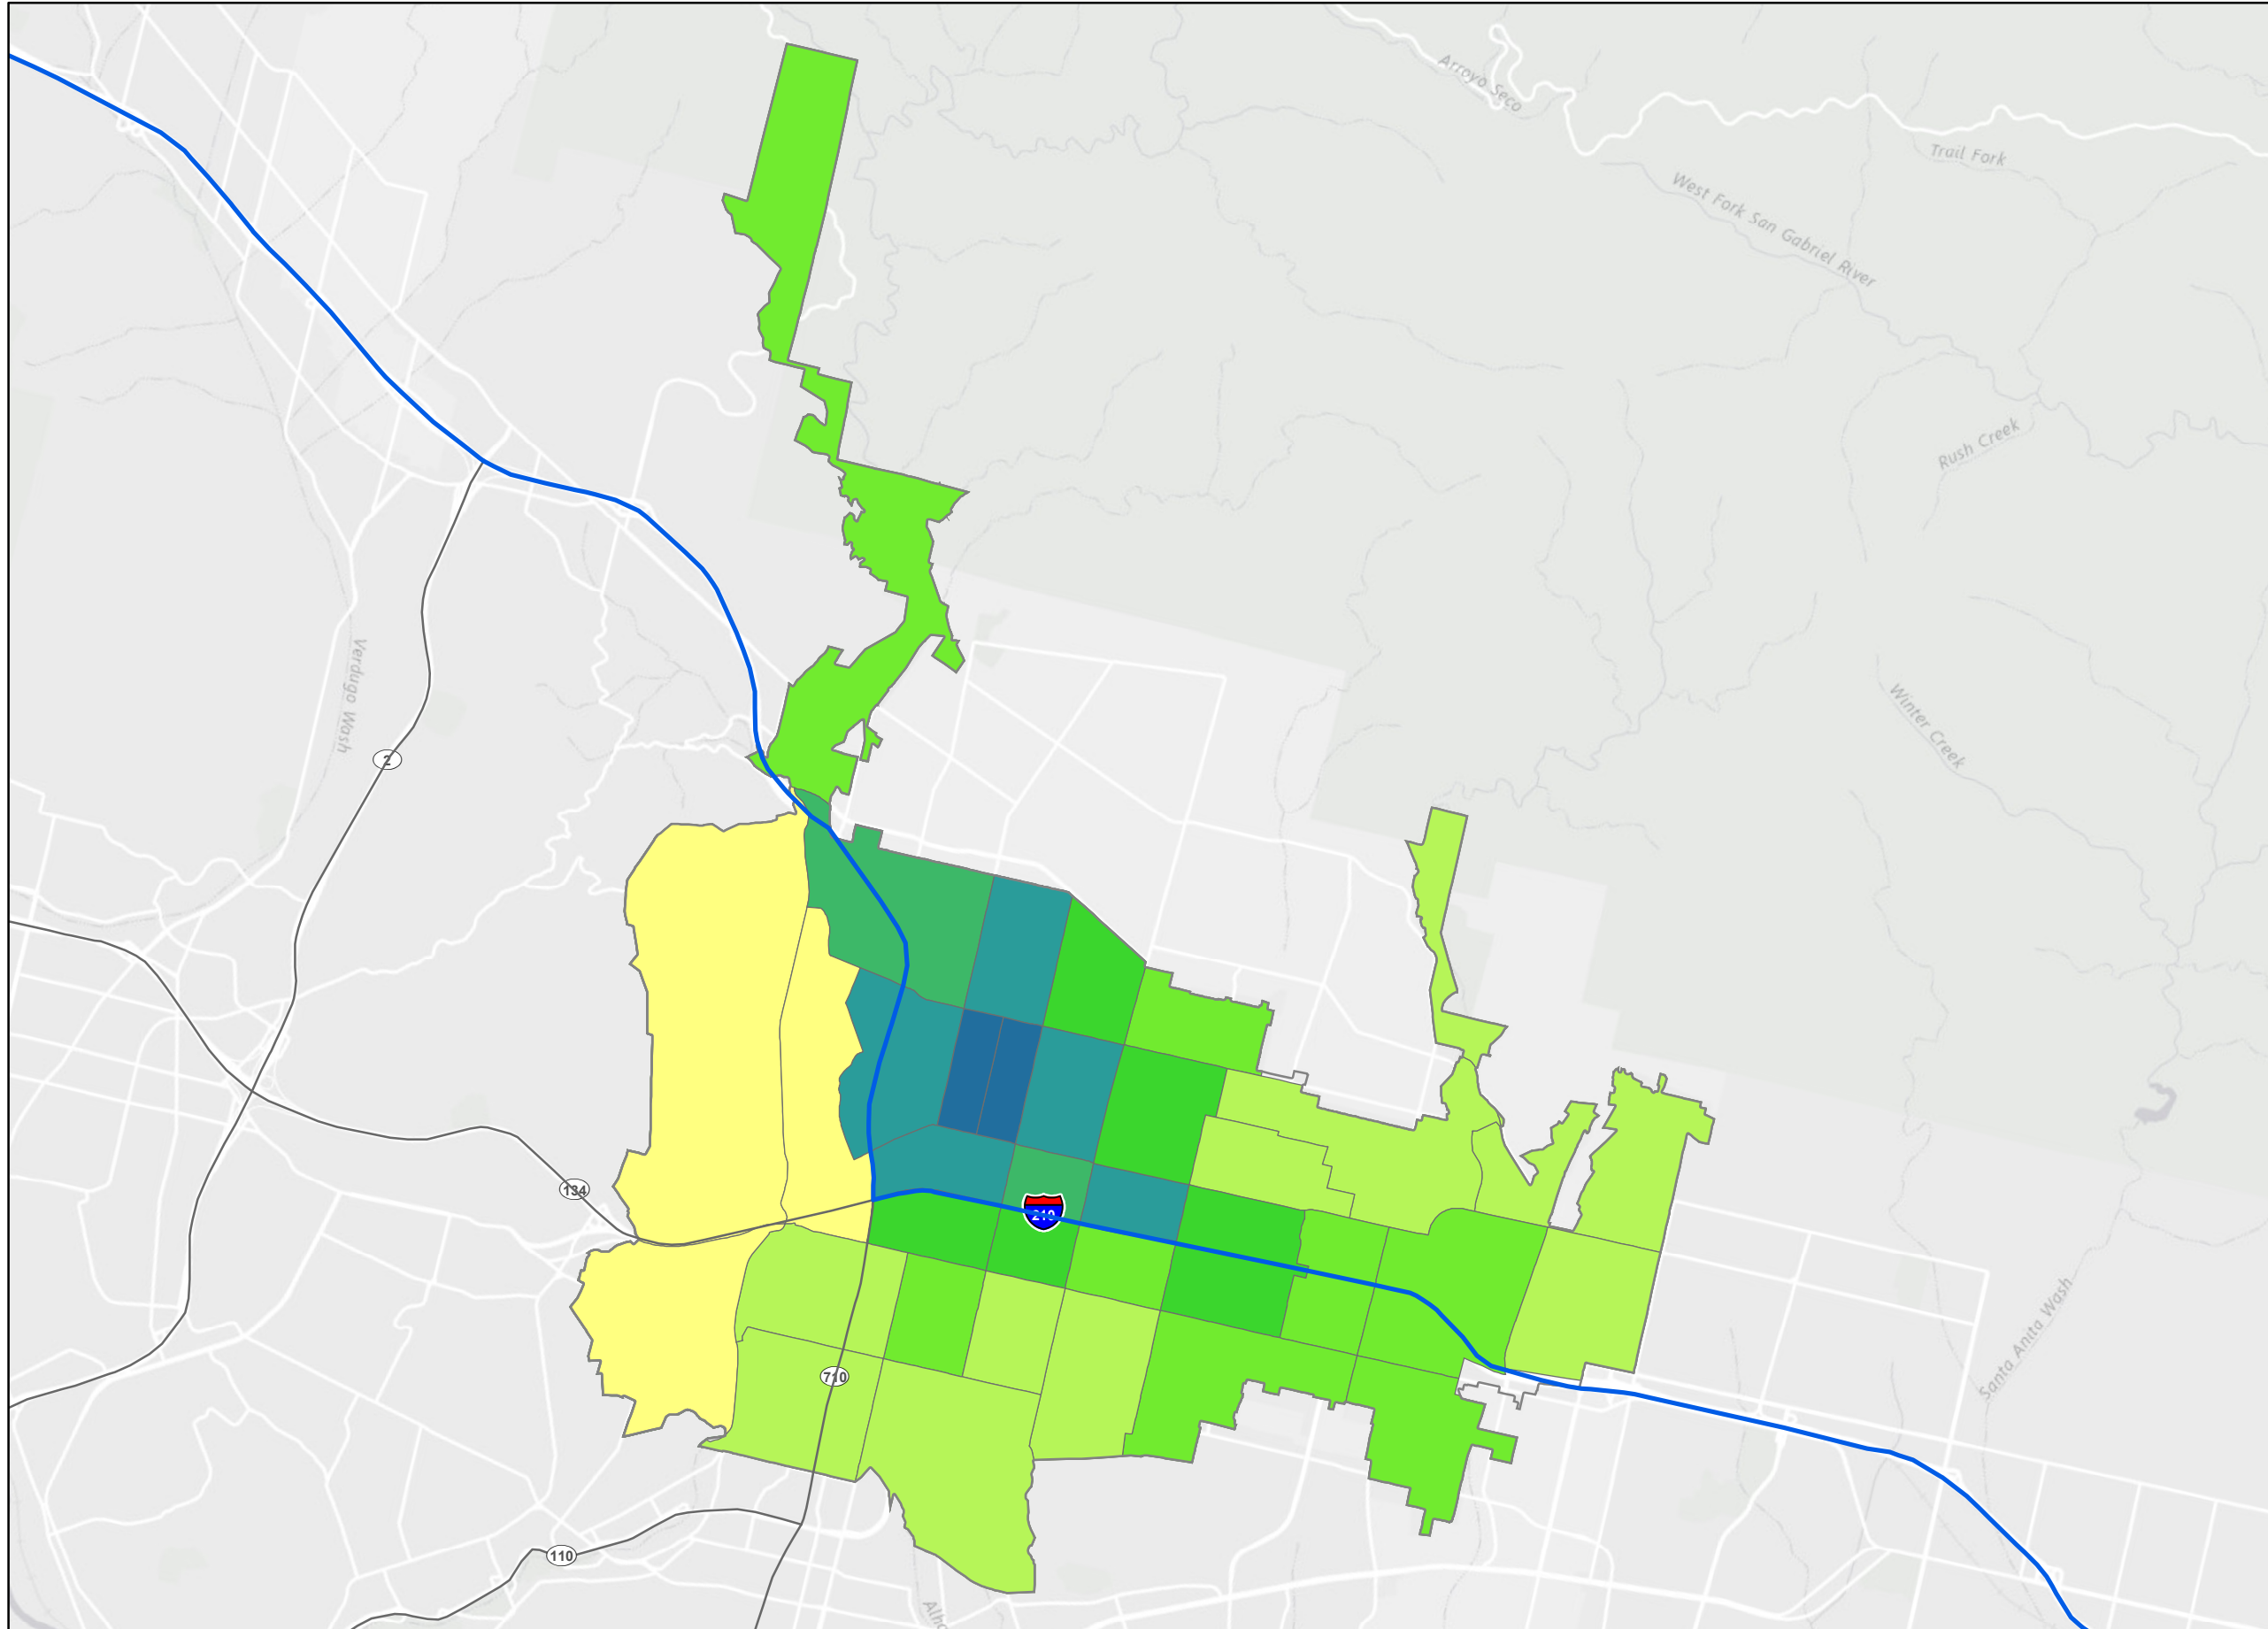 Arroyo Seco
Trail Fork
West Fork San Gabriel River
Rush Creek
Verdugo Wash
Winter Creek
2
134
210
Santa Anita Wash
710
110
Alh